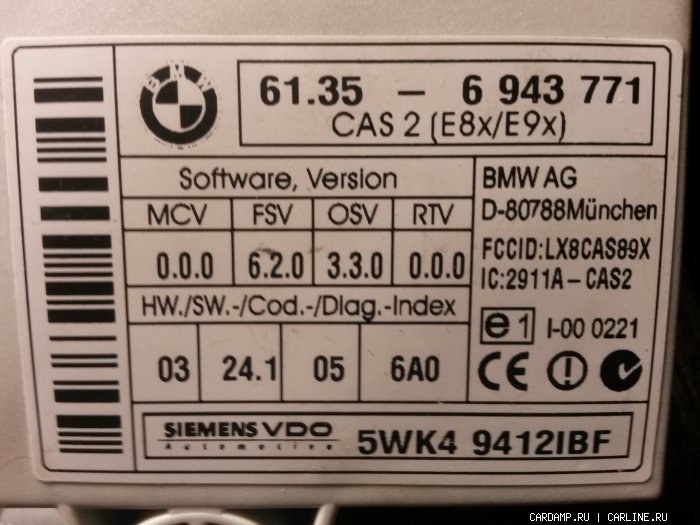 BMW
61.35 – 6 943 771
CAS 2 (E8x/E9x)
Software, Version
MCV FSV OSV RTV
0.0.0 6.2.0 3.3.0 0.0.0
HW./SW.-/Cod.-/Diag.-Index
03 24.1 05 6A0
BMW AG
D-80788München
FCCID:LX8CAS89X
IC:2911A – CAS2
e1 I-00 0221
CE
SIEMENS VDO
Automotive
5WK4 9412IBF
CARDAMP.RU | CARLINE.RU